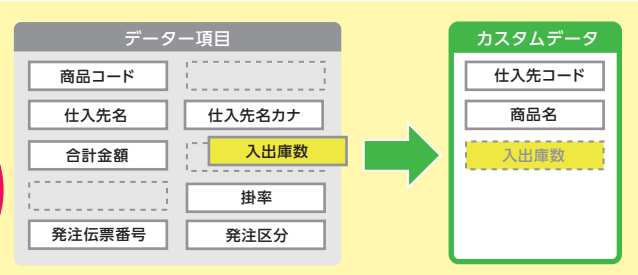 データー項目
商品コード
仕入先名
仕入先名カナ
合計金額
入出庫数
掛率
発注伝票番号
発注区分
カスタムデータ
仕入先コード
商品名
入出庫数